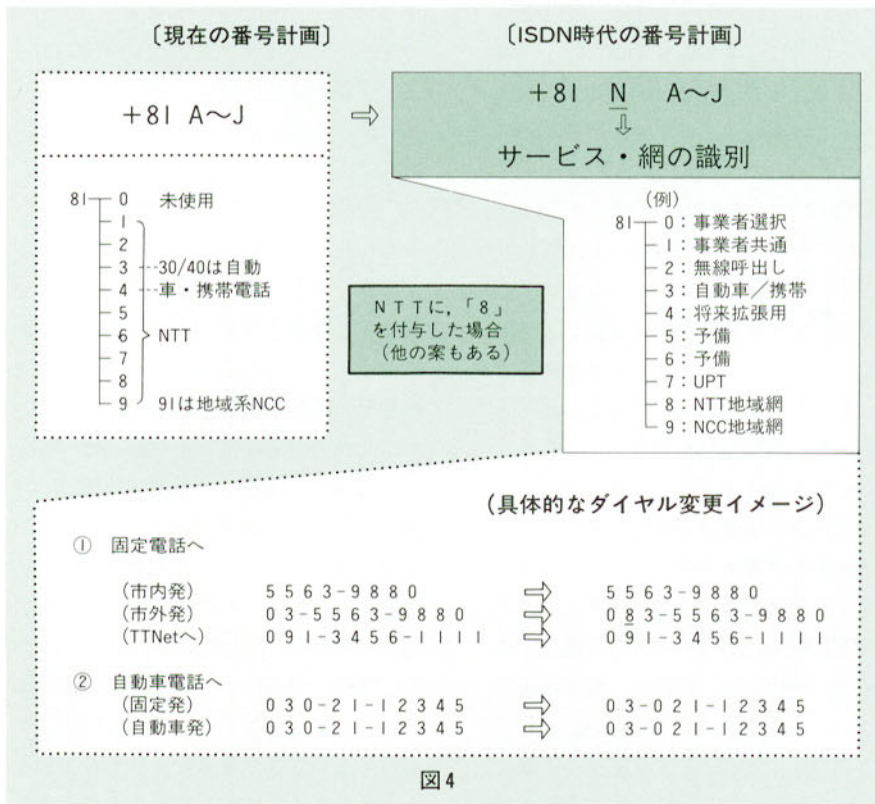 〔現在の番号計画〕
〔ISDN時代の番号計画〕
+81 A～J
⇨
+81 N A～J
⇩
サービス・網の識別
81 0 未使用
1
2
3 30/40は自動
4 車・携帯電話
5
6 NTT
7
8
9 91は地域系NCC
NTTに,「8」
を付与した場合
(他の案もある)
(例)
81 0：事業者選択
1：事業者共通
2：無線呼出し
3：自動車／携帯
4：将来拡張用
5：予備
6：予備
7：UPT
8：NTT地域網
9：NCC地域網
(具体的なダイヤル変更イメージ)
① 固定電話へ
(市内発) 5563-9880 ⇨ 5563-9880
(市外発) 03-5563-9880 ⇨ 083-5563-9880
(TTNetへ) 091-3456-1111 ⇨ 091-3456-1111
② 自動車電話へ
(固定発) 030-21-12345 ⇨ 03-021-12345
(自動車発) 030-21-12345 ⇨ 03-021-12345
図4